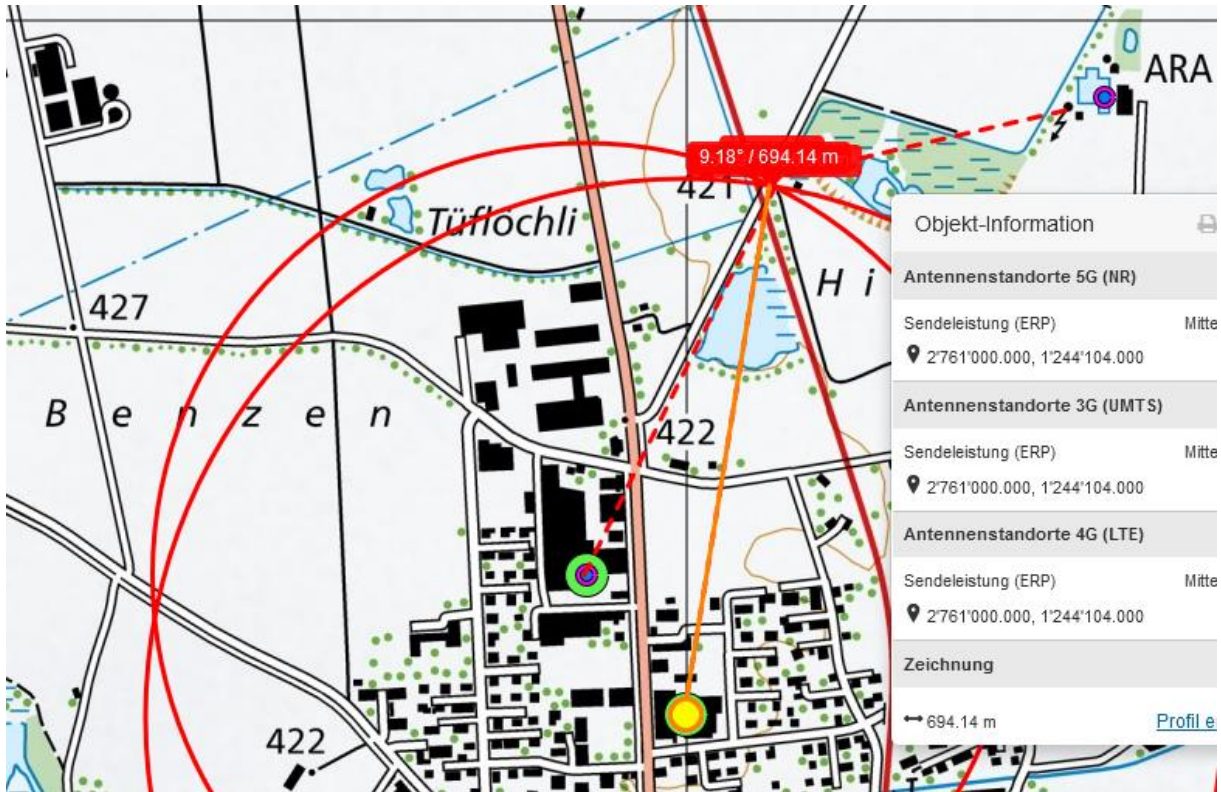 ARA
9.18° / 694.14 m
421
Tüflöchli
H i
427
B e n z e n
422
422
Objekt-Information
Antennenstandorte 5G (NR)
Sendeleistung (ERP) Mitte
2'761'000.000, 1'244'104.000
Antennenstandorte 3G (UMTS)
Sendeleistung (ERP) Mitte
2'761'000.000, 1'244'104.000
Antennenstandorte 4G (LTE)
Sendeleistung (ERP) Mitte
2'761'000.000, 1'244'104.000
Zeichnung
694.14 m Profil e